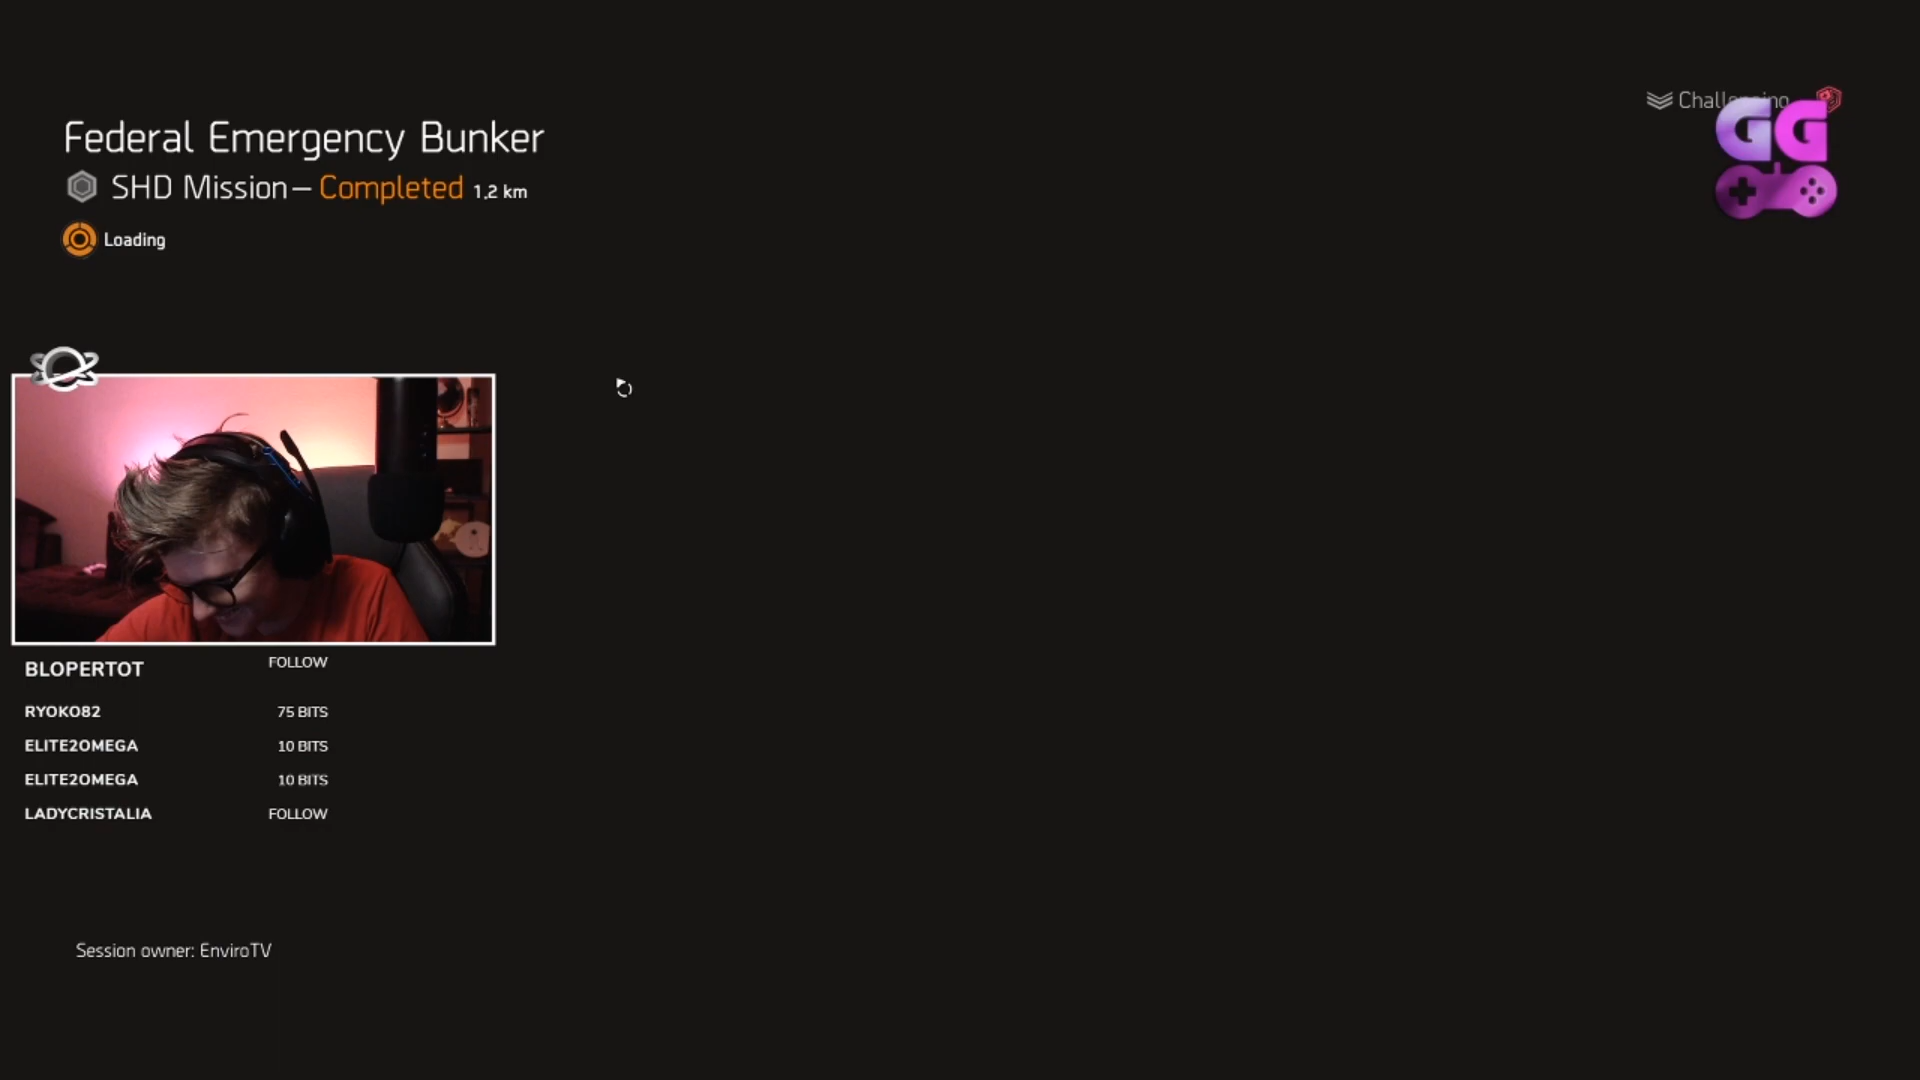 Challenging
GG
Federal Emergency Bunker
SHD Mission — Completed 1.2 km
Loading
BLOPERTOT FOLLOW
RYOKO82 75 BITS
ELITE2OMEGA 10 BITS
ELITE2OMEGA 10 BITS
LADYCRISTALIA FOLLOW
Session owner: EnviroTV